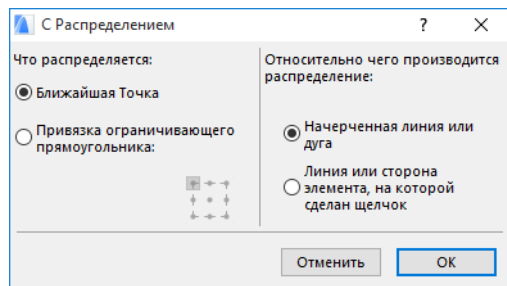 С Распределением
?
Что распределяется:
Ближайшая Точка
Привязка ограничивающего
прямоугольника:
Относительно чего производится
распределение:
Начерченная линия или
дуга
Линия или сторона
элемента, на которой
сделан щелчок
Отменить
OK